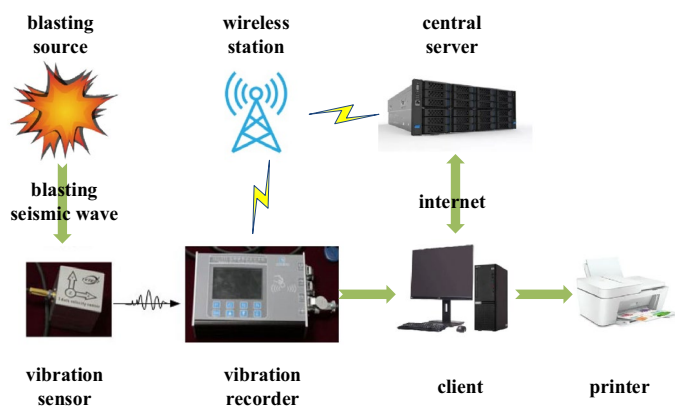 blasting
source
wireless
station
central
server
blasting
seismic wave
internet
vibration
sensor
vibration
recorder
client
printer